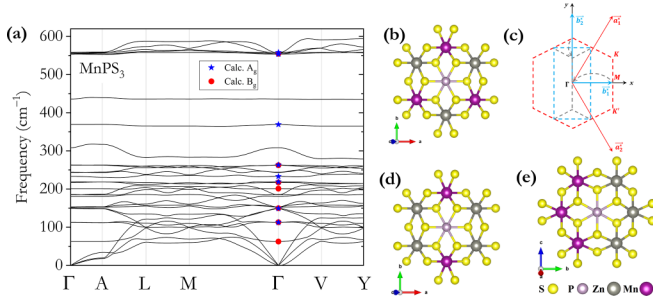 (a)
MnPS3
Calc. Ag
Calc. Bg
Frequency (cm−1)
600
500
400
300
200
100
0
Γ A L M Γ V Y
(b)
b
a
(c)
y
x
Γ
K
M
K'
(d)
b
a
(e)
c
b
a
S P Zn Mn